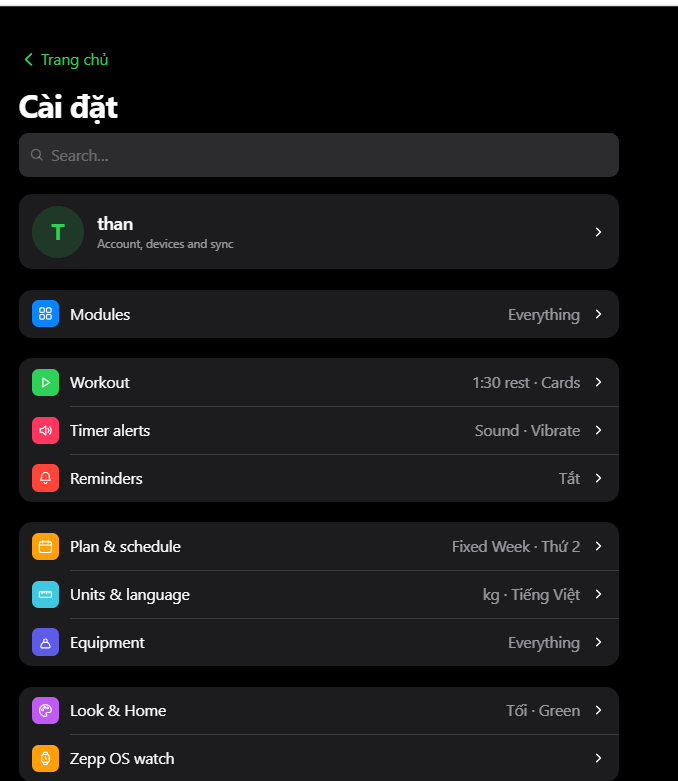 Trang chủ
Cài đặt
Search...
T
than
Account, devices and sync
Modules Everything
Workout 1:30 rest · Cards
Timer alerts Sound · Vibrate
Reminders Tắt
Plan & schedule Fixed Week · Thứ 2
Units & language kg · Tiếng Việt
Equipment Everything
Look & Home Tối · Green
Zepp OS watch